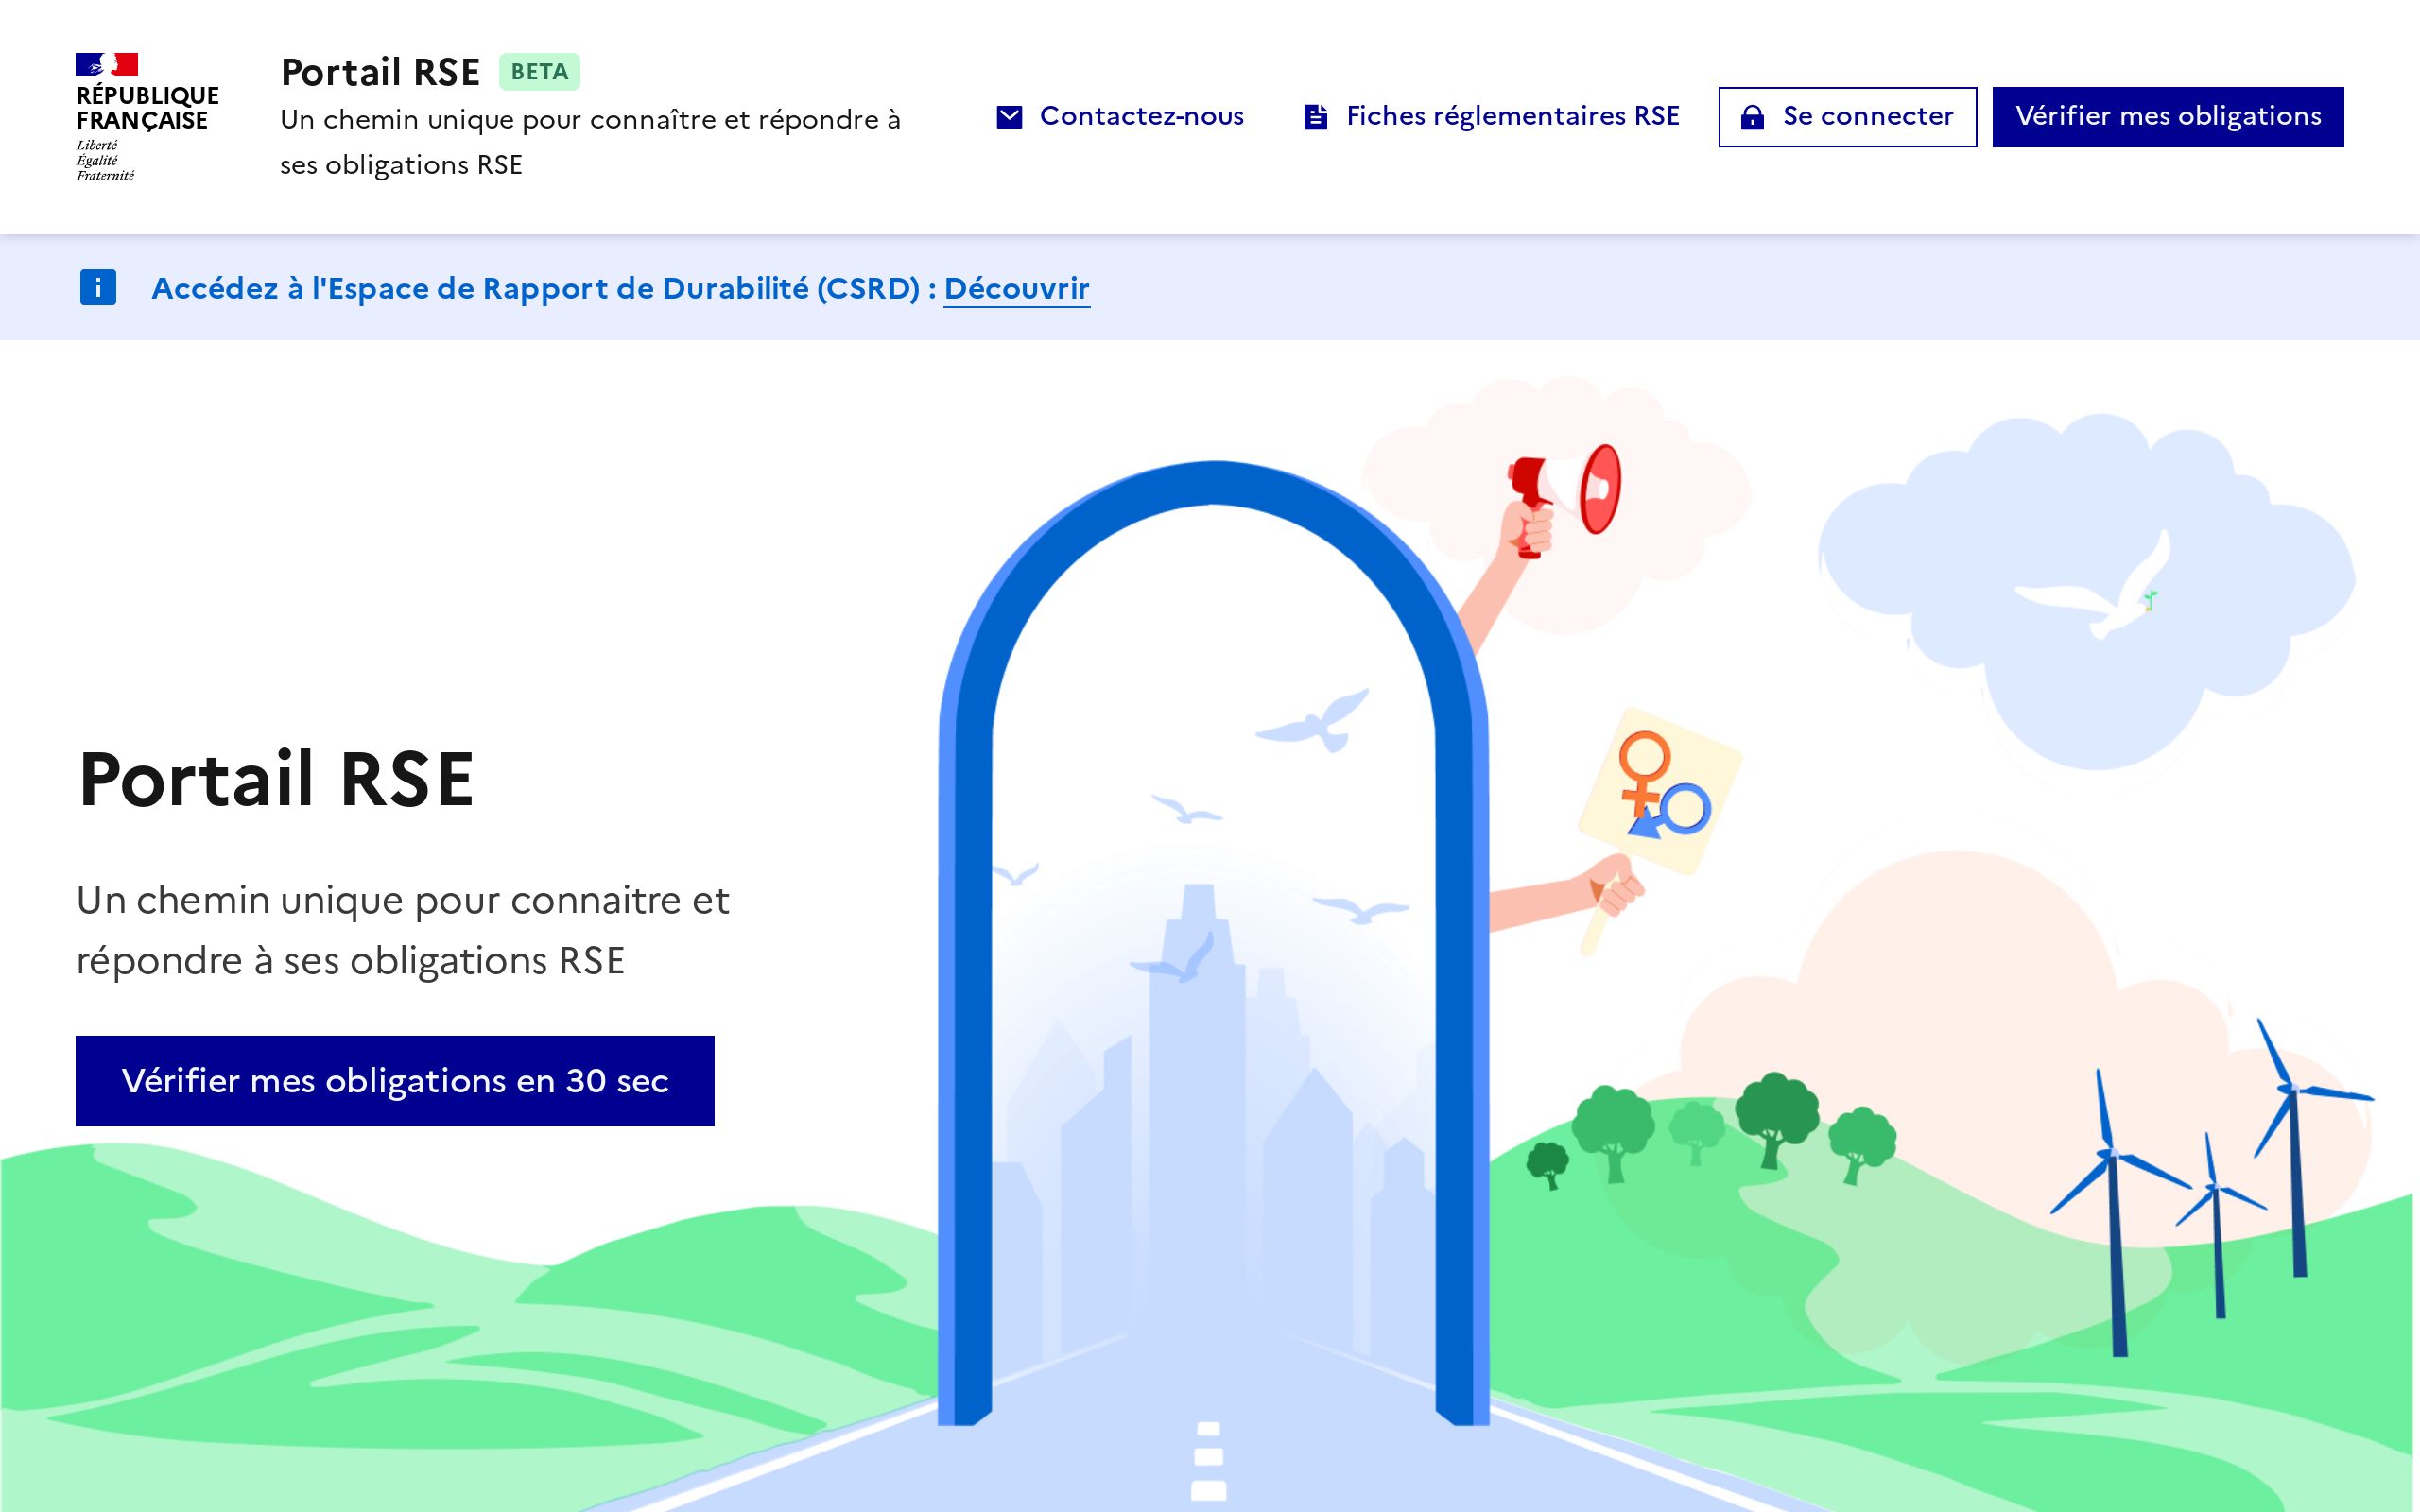 RÉPUBLIQUE
FRANÇAISE
Liberté
Égalité
Fraternité
Portail RSE BETA
Un chemin unique pour connaître et répondre à
ses obligations RSE
Contactez-nous
Fiches réglementaires RSE
Se connecter
Vérifier mes obligations
Accédez à l'Espace de Rapport de Durabilité (CSRD) : Découvrir
Portail RSE
Un chemin unique pour connaitre et
répondre à ses obligations RSE
Vérifier mes obligations en 30 sec